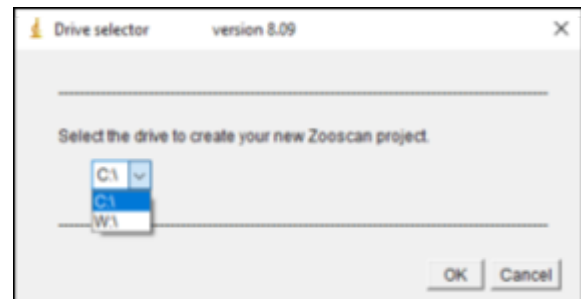 Drive selector version 8.09
Select the drive to create your new Zooscan project.
C:\
C:\
W:\
OK Cancel